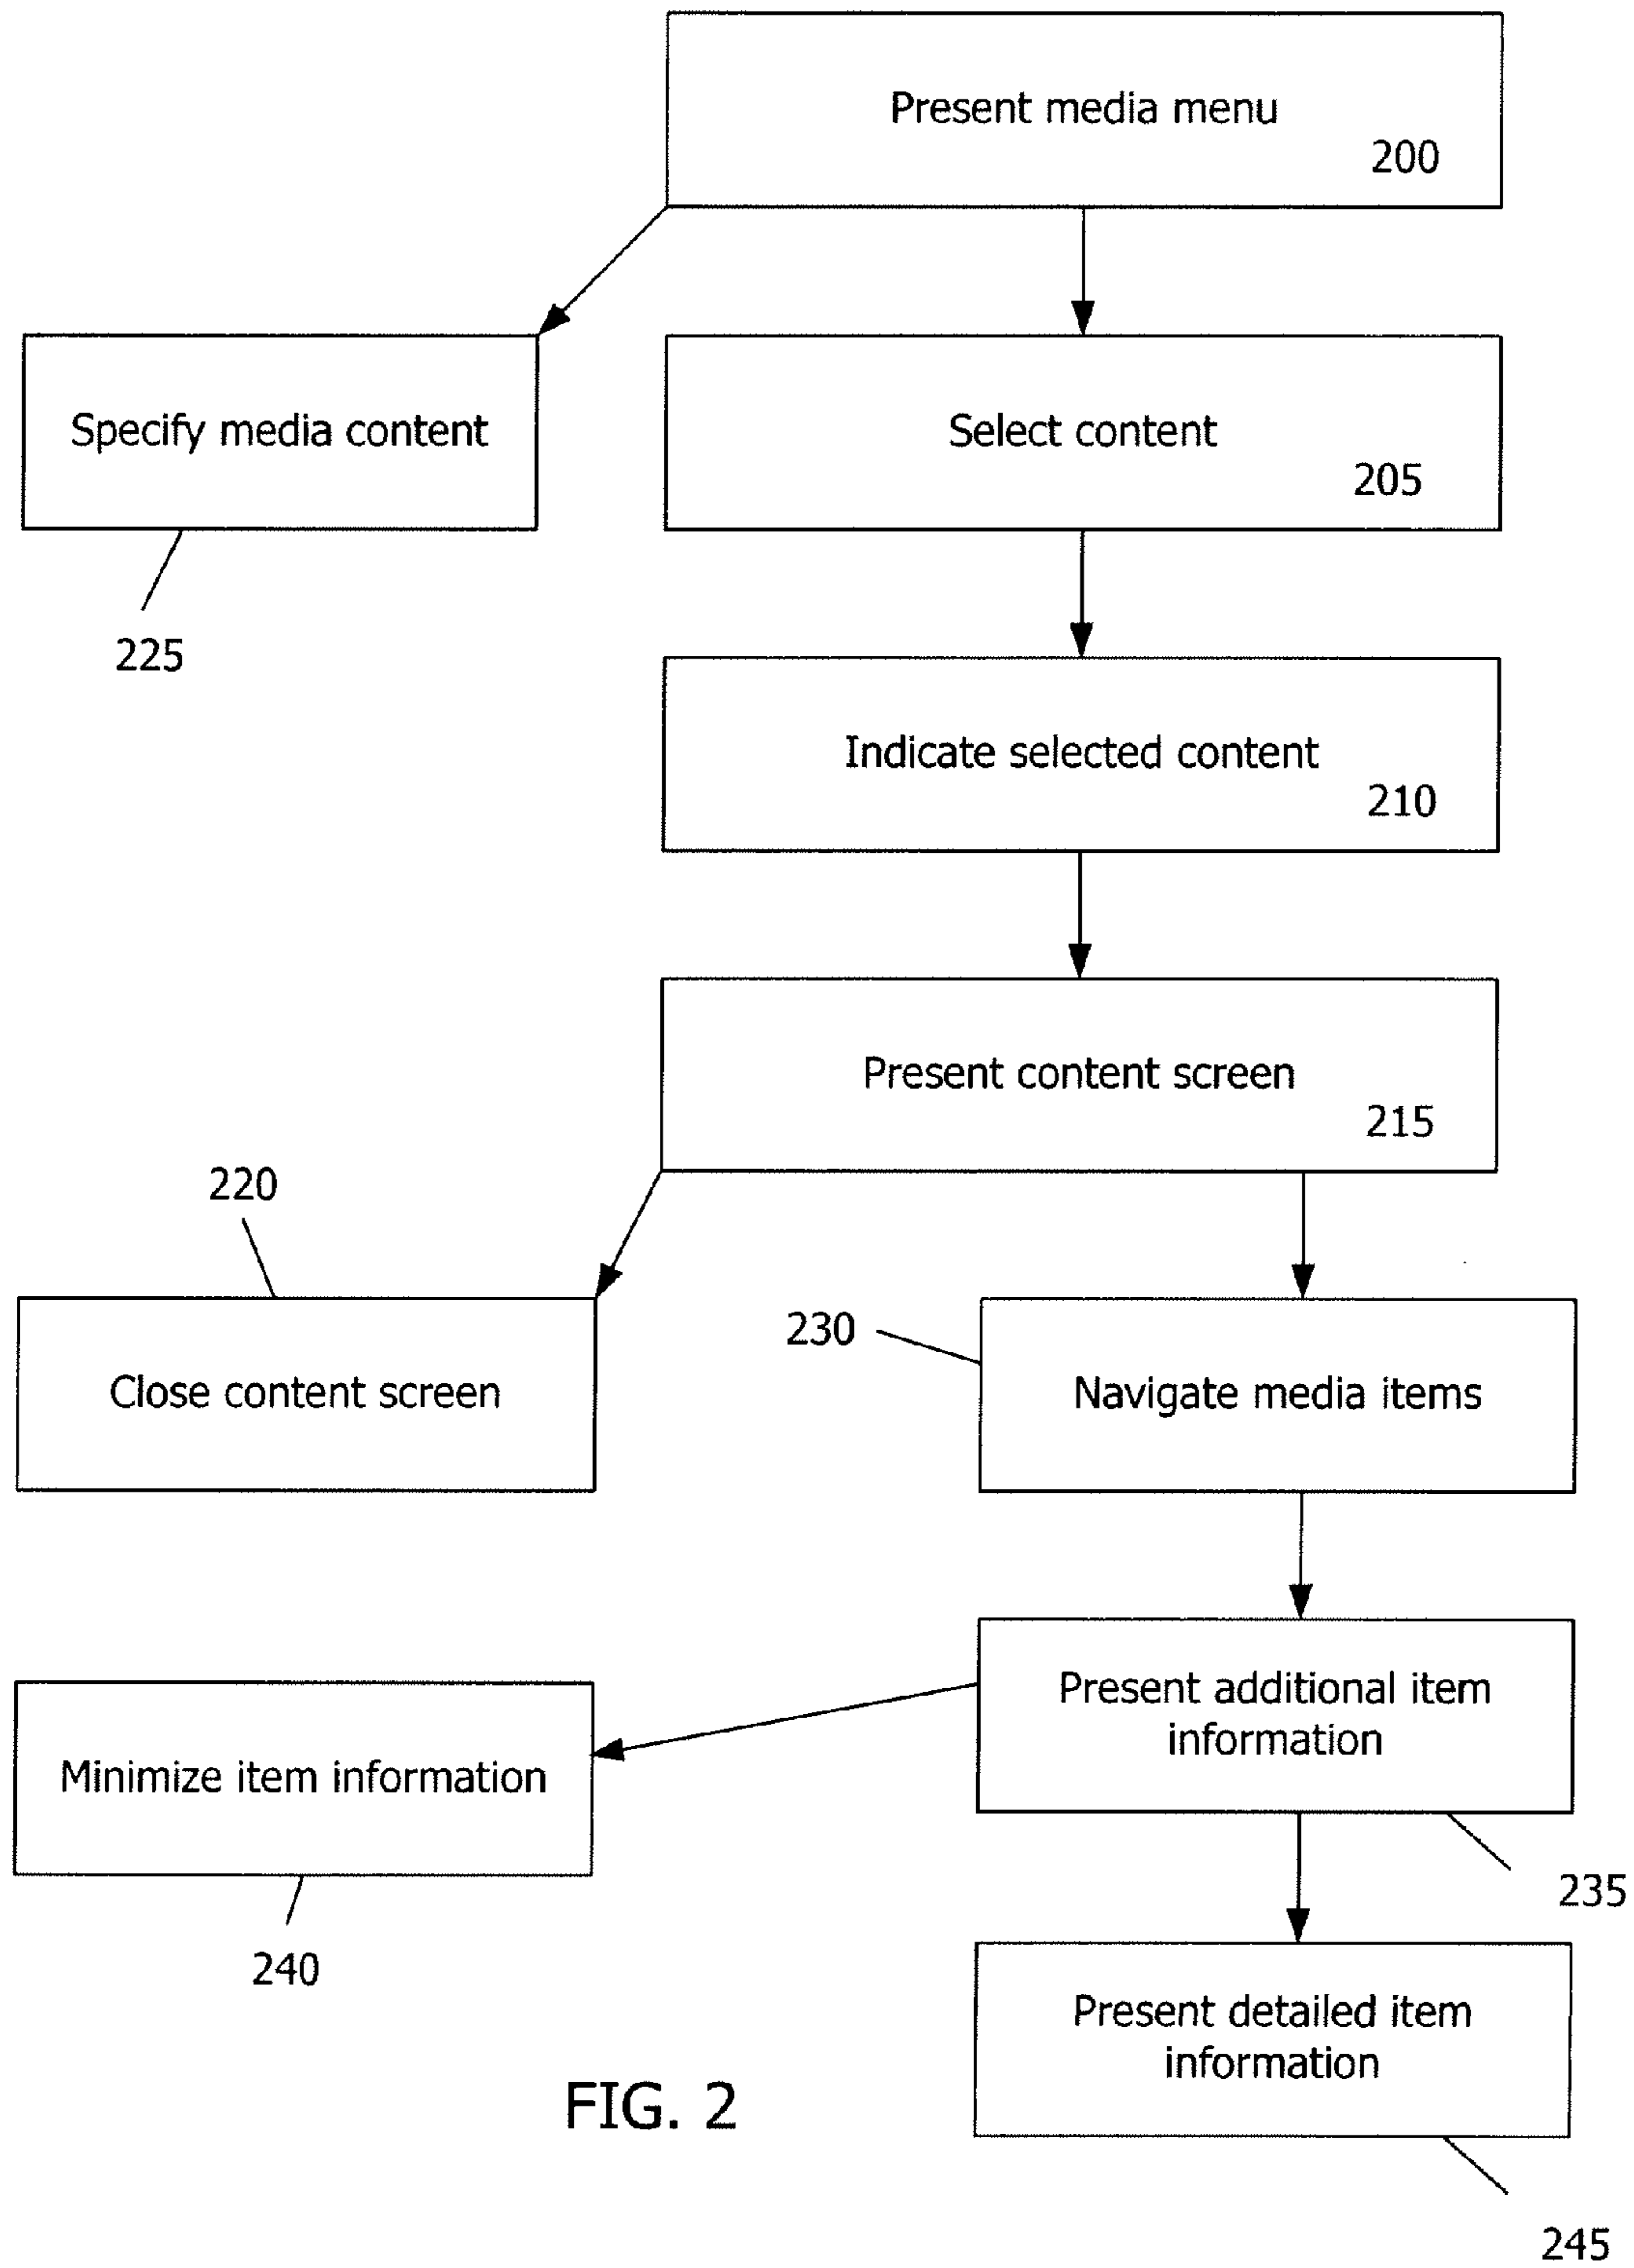 Present media menu
200
Specify media content
225
Select content
205
Indicate selected content
210
Present content screen
215
220
Close content screen
230
Navigate media items
Present additional item
information
235
Minimize item information
240
Present detailed item
information
245
FIG. 2